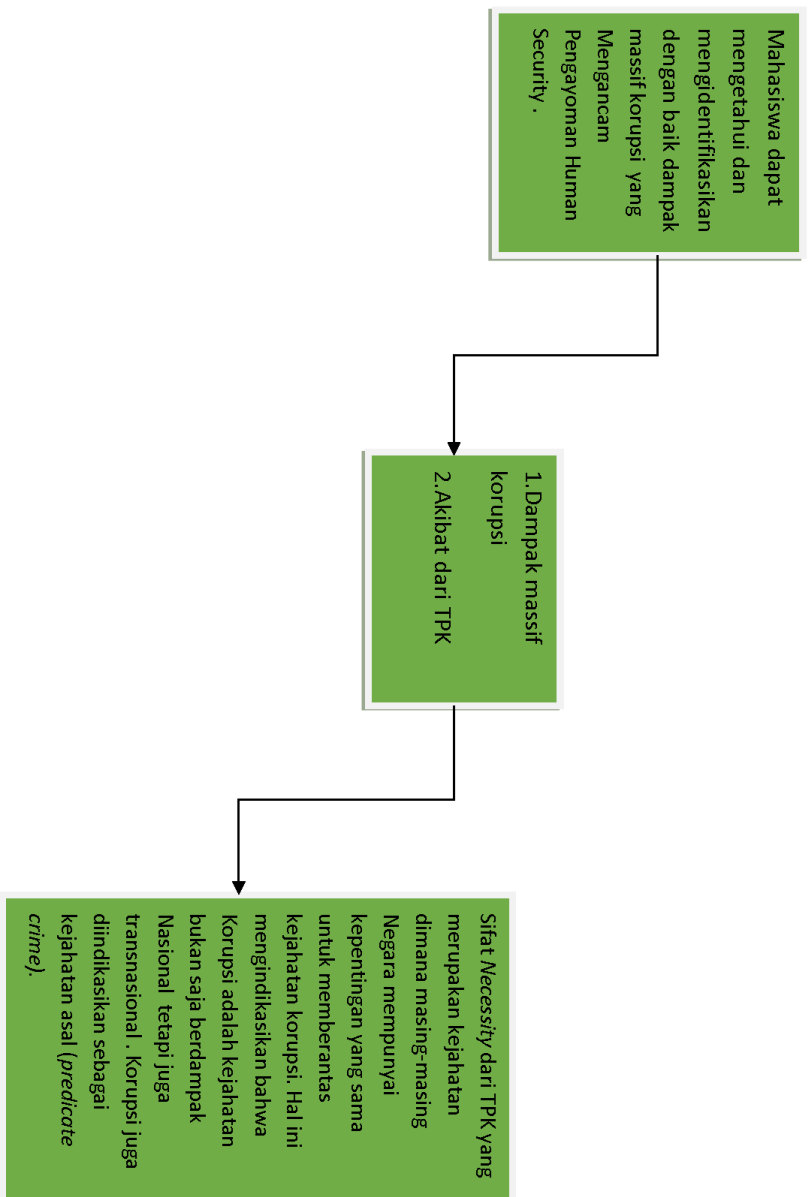 Mahasiswa dapat
mengetahui dan
mengidentifikasikan
dengan baik dampak
massif korupsi yang
Mengancam
Pengayoman Human
Security .
1.Dampak massif
korupsi
2.Akibat dari TPK
Sifat Necessity dari TPK yang
merupakan kejahatan
dimana masing-masing
Negara mempunyai
kepentingan yang sama
untuk memberantas
kejahatan korupsi. Hal ini
mengindikasikan bahwa
Korupsi adalah kejahatan
bukan saja berdampak
Nasional tetapi juga
transnasional . Korupsi juga
diindikasikan sebagai
kejahatan asal (predicate
crime).